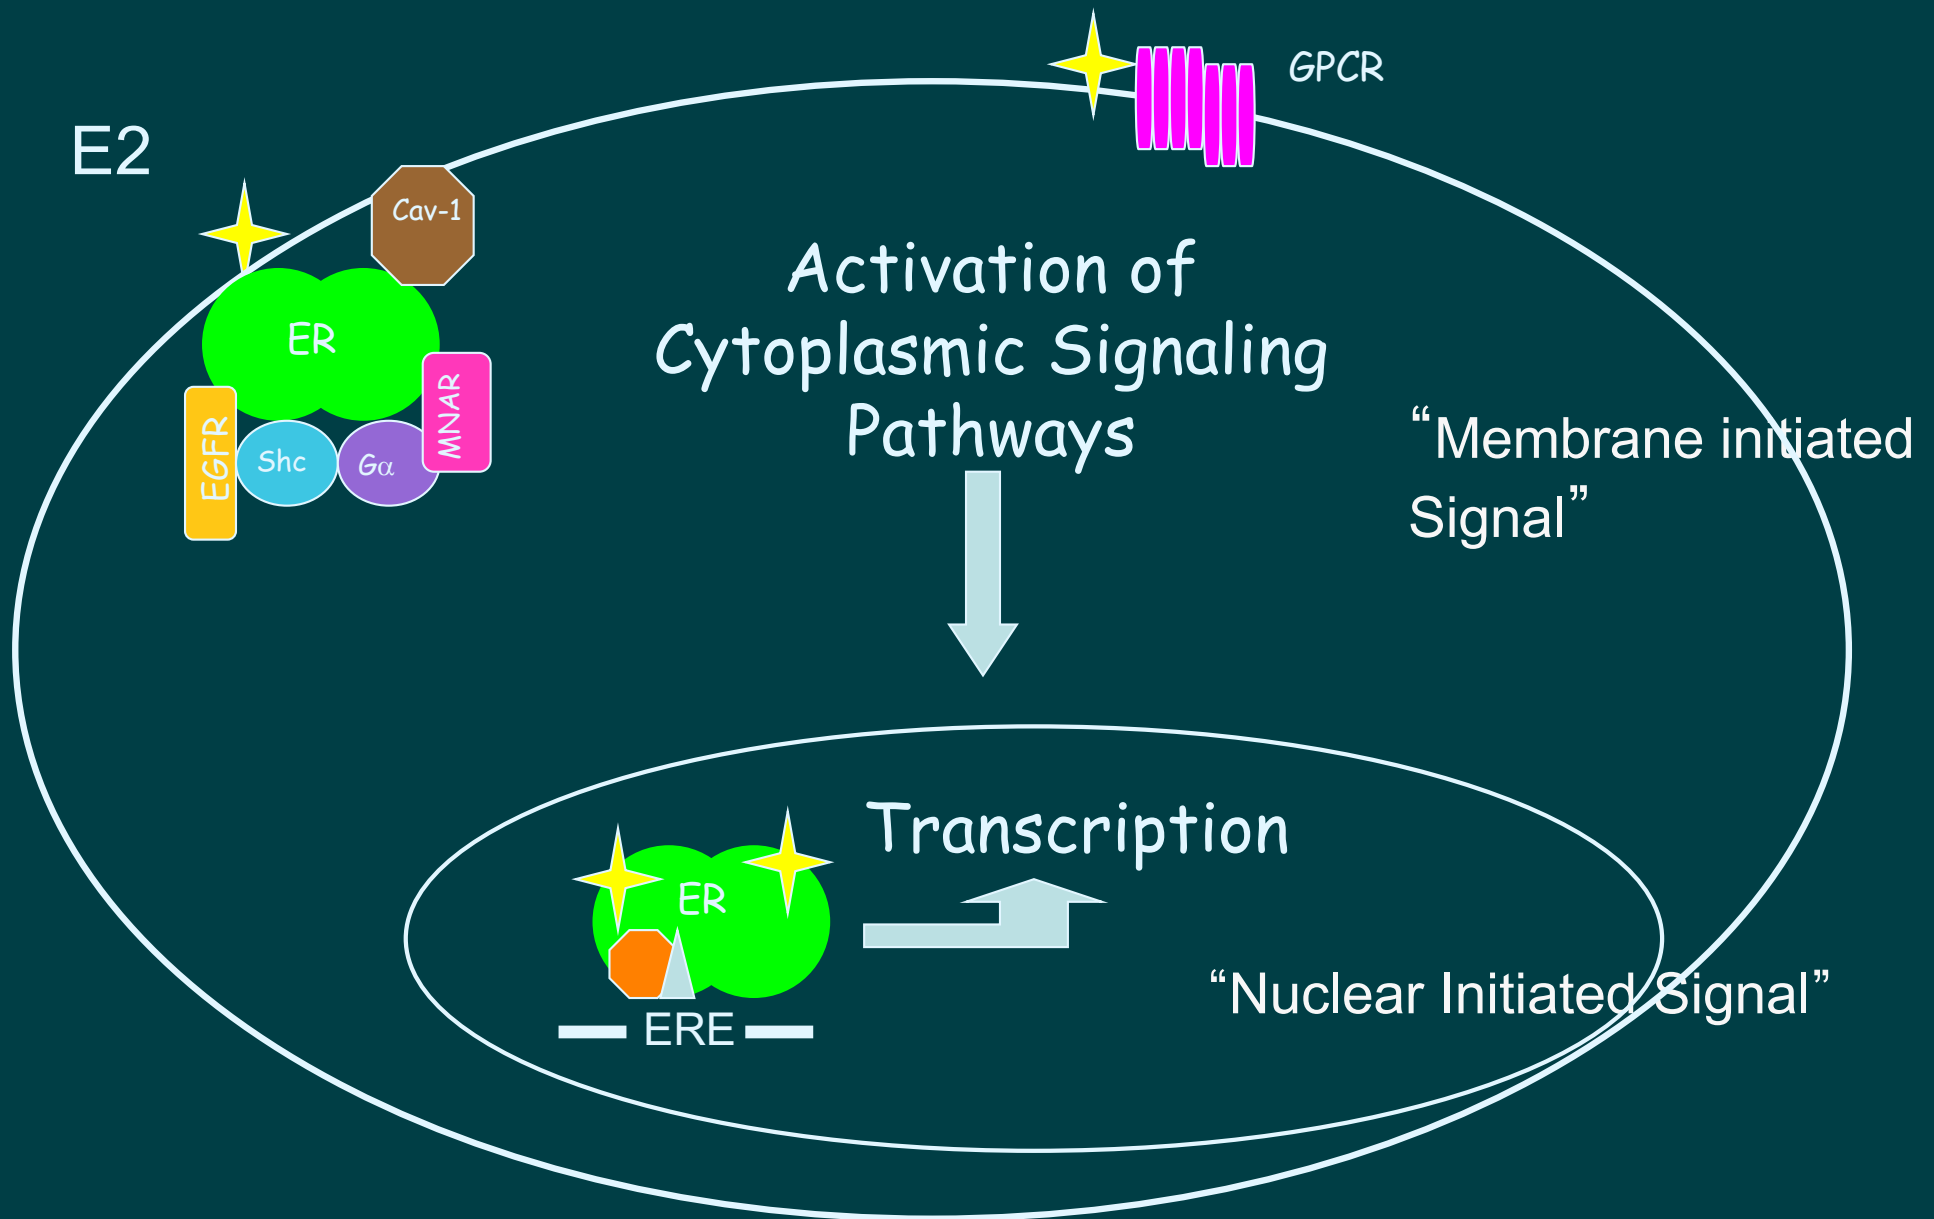 GPCR
E2
Cav-1
Activation of
Cytoplasmic Signaling
Pathways
ER
MNAR
EGFR
Shc
Gα
“Membrane initiated
Signal”
Transcription
ER
“Nuclear Initiated Signal”
ERE